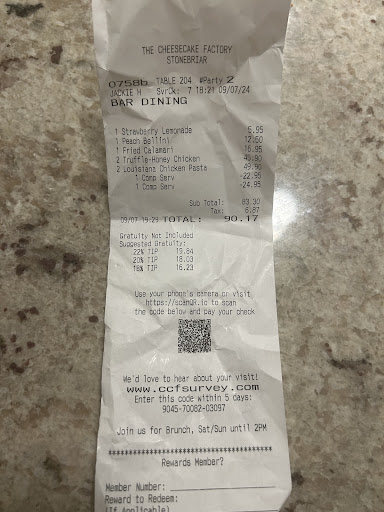 THE CHEESECAKE FACTORY
STONEBRIAR
0758b TABLE 204 #Party 2
JACKIE H SvrCk: 7 18:21 09/07/24
BAR DINING
1 Strawberry Lemonade 5.95
1 Peach Bellini 12.50
1 Fried Calamari 16.95
2 Truffle-Honey Chicken 45.90
2 Louisiana Chicken Pasta 49.90
1 Comp Serv -22.95
1 Comp Serv -24.95
Sub Total: 83.30
Tax: 6.87
09/07 19:29 TOTAL: 90.17
Gratuity Not Included
Suggested Gratuity:
22% TIP 19.84
20% TIP 18.03
18% TIP 16.23
Use your phone's camera or visit
https://scanQR.io to scan
the code below and pay your check
We'd love to hear about your visit!
www.ccfsurvey.com
Enter this code within 5 days:
9045-70082-03097
Join us for Brunch, Sat/Sun until 2PM
Rewards Member?
Member Number:
Reward to Redeem:
(If Applicable)